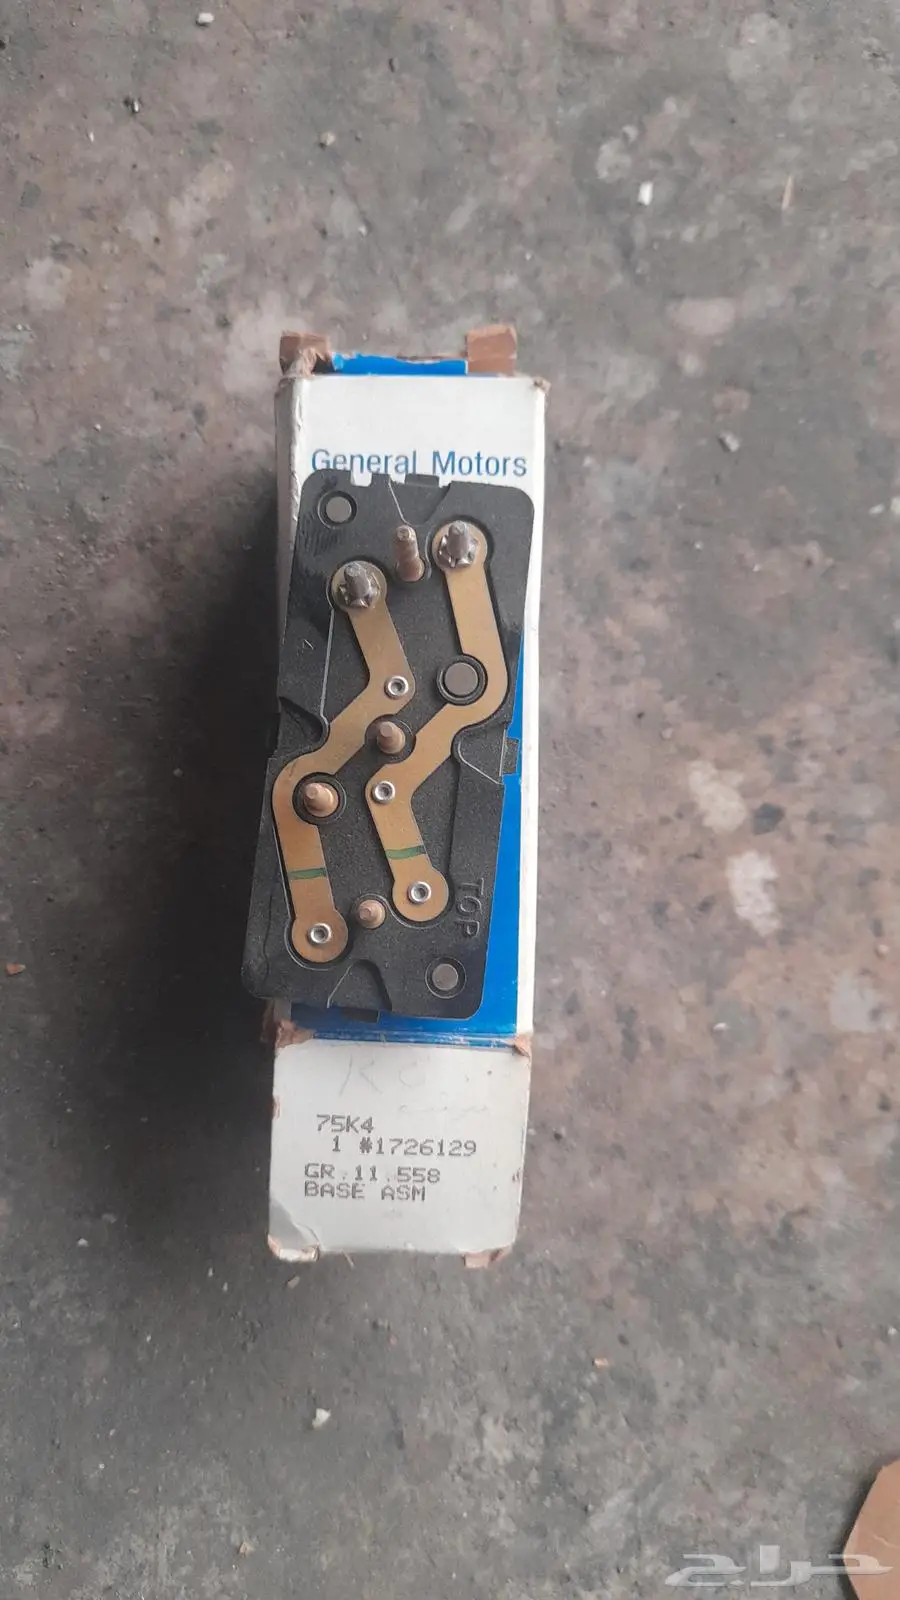 General Motors
TOP
75K4
1 #1726129
GR.11.558
BASE ASM
حراج